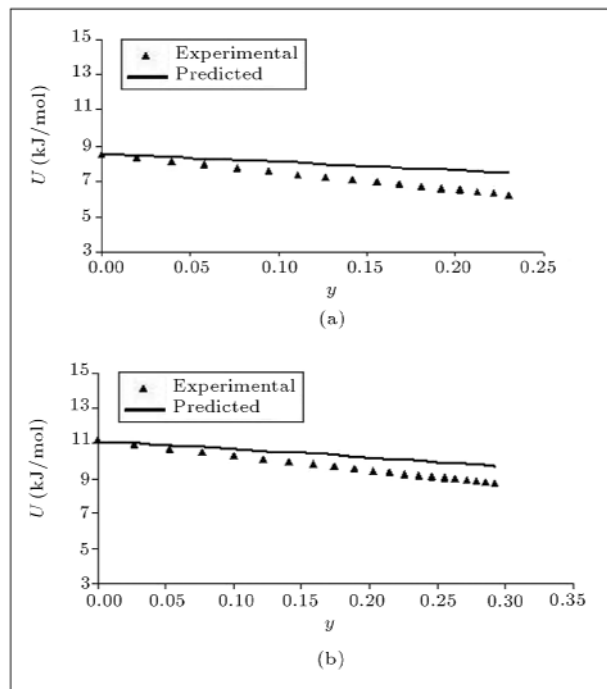 15
13
11
9
7
5
3
U (kJ/mol)
Experimental
Predicted
0.00 0.05 0.10 0.15 0.20 0.25
y
(a)
15
13
11
9
7
5
3
U (kJ/mol)
Experimental
Predicted
0.00 0.05 0.10 0.15 0.20 0.25 0.30 0.35
y
(b)